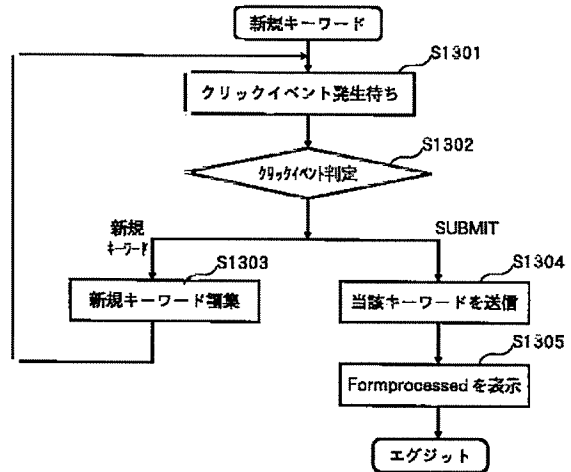 新規キーワード
S1301
クリックイベント発生待ち
S1302
クリックイベント判定
新規
キーワード
SUBMIT
S1303
新規キーワード編集
S1304
当該キーワードを送信
S1305
Formprocessedを表示
エグジット